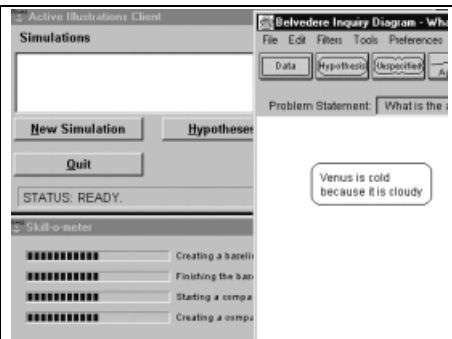 Active Illustrations Client
Simulations
New Simulation
Hypotheses
Quit
STATUS: READY.
Skill-o-meter
Creating a baseli
Finishing the bas
Starting a compa
Creating a compa
Belvedere Inquiry Diagram - Wha
File Edit Filters Tools Preferences
Data Hypothesis Unspecified
Problem Statement: What is the a
Venus is cold
because it is cloudy